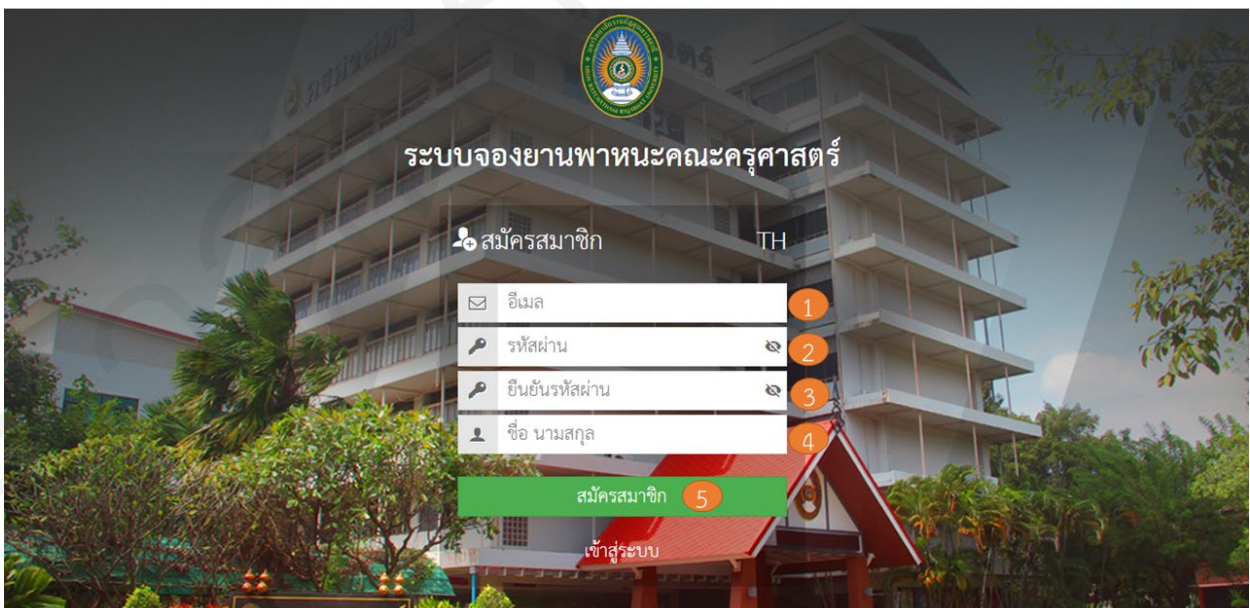 ระบบจองยานพาหนะคณะครุศาสตร์
สมัครสมาชิก TH
อีเมล 1
รหัสผ่าน 2
ยืนยันรหัสผ่าน 3
ชื่อ นามสกุล 4
สมัครสมาชิก 5
เข้าสู่ระบบ